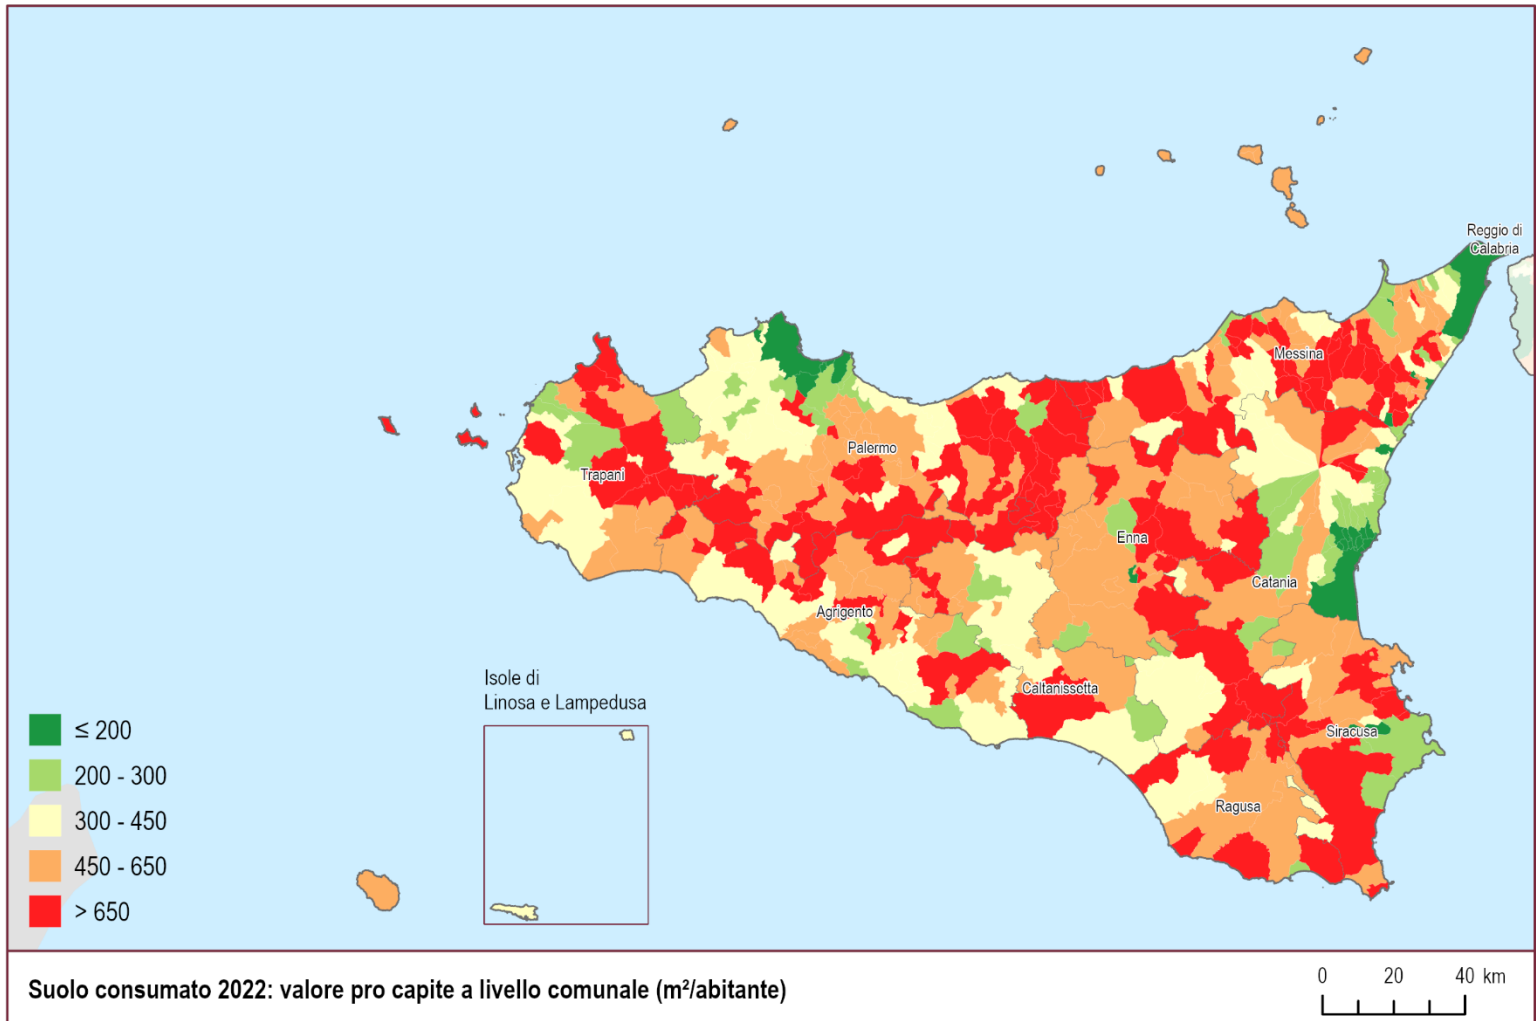 Reggio di
Calabria
Messina
Palermo
Trapani
Enna
Catania
Agrigento
Caltanissetta
Siracusa
Ragusa
Isole di
Linosa e Lampedusa
≤ 200
200 - 300
300 - 450
450 - 650
> 650
Suolo consumato 2022: valore pro capite a livello comunale (m²/abitante)
0 20 40 km